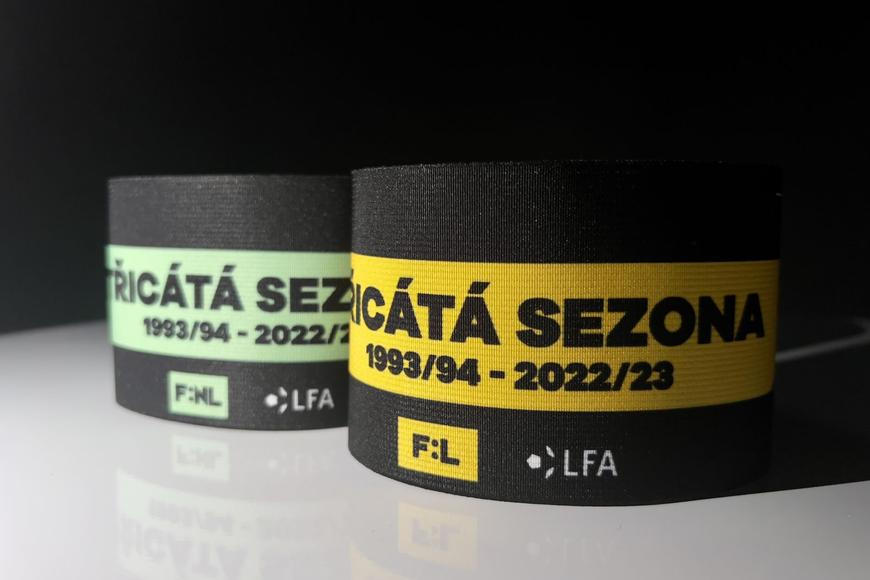 TŘICÁTÁ SEZ
1993/94 - 2022/2
F:NL
LFA
ŘICÁTÁ SEZONA
1993/94 - 2022/23
F:L
LFA